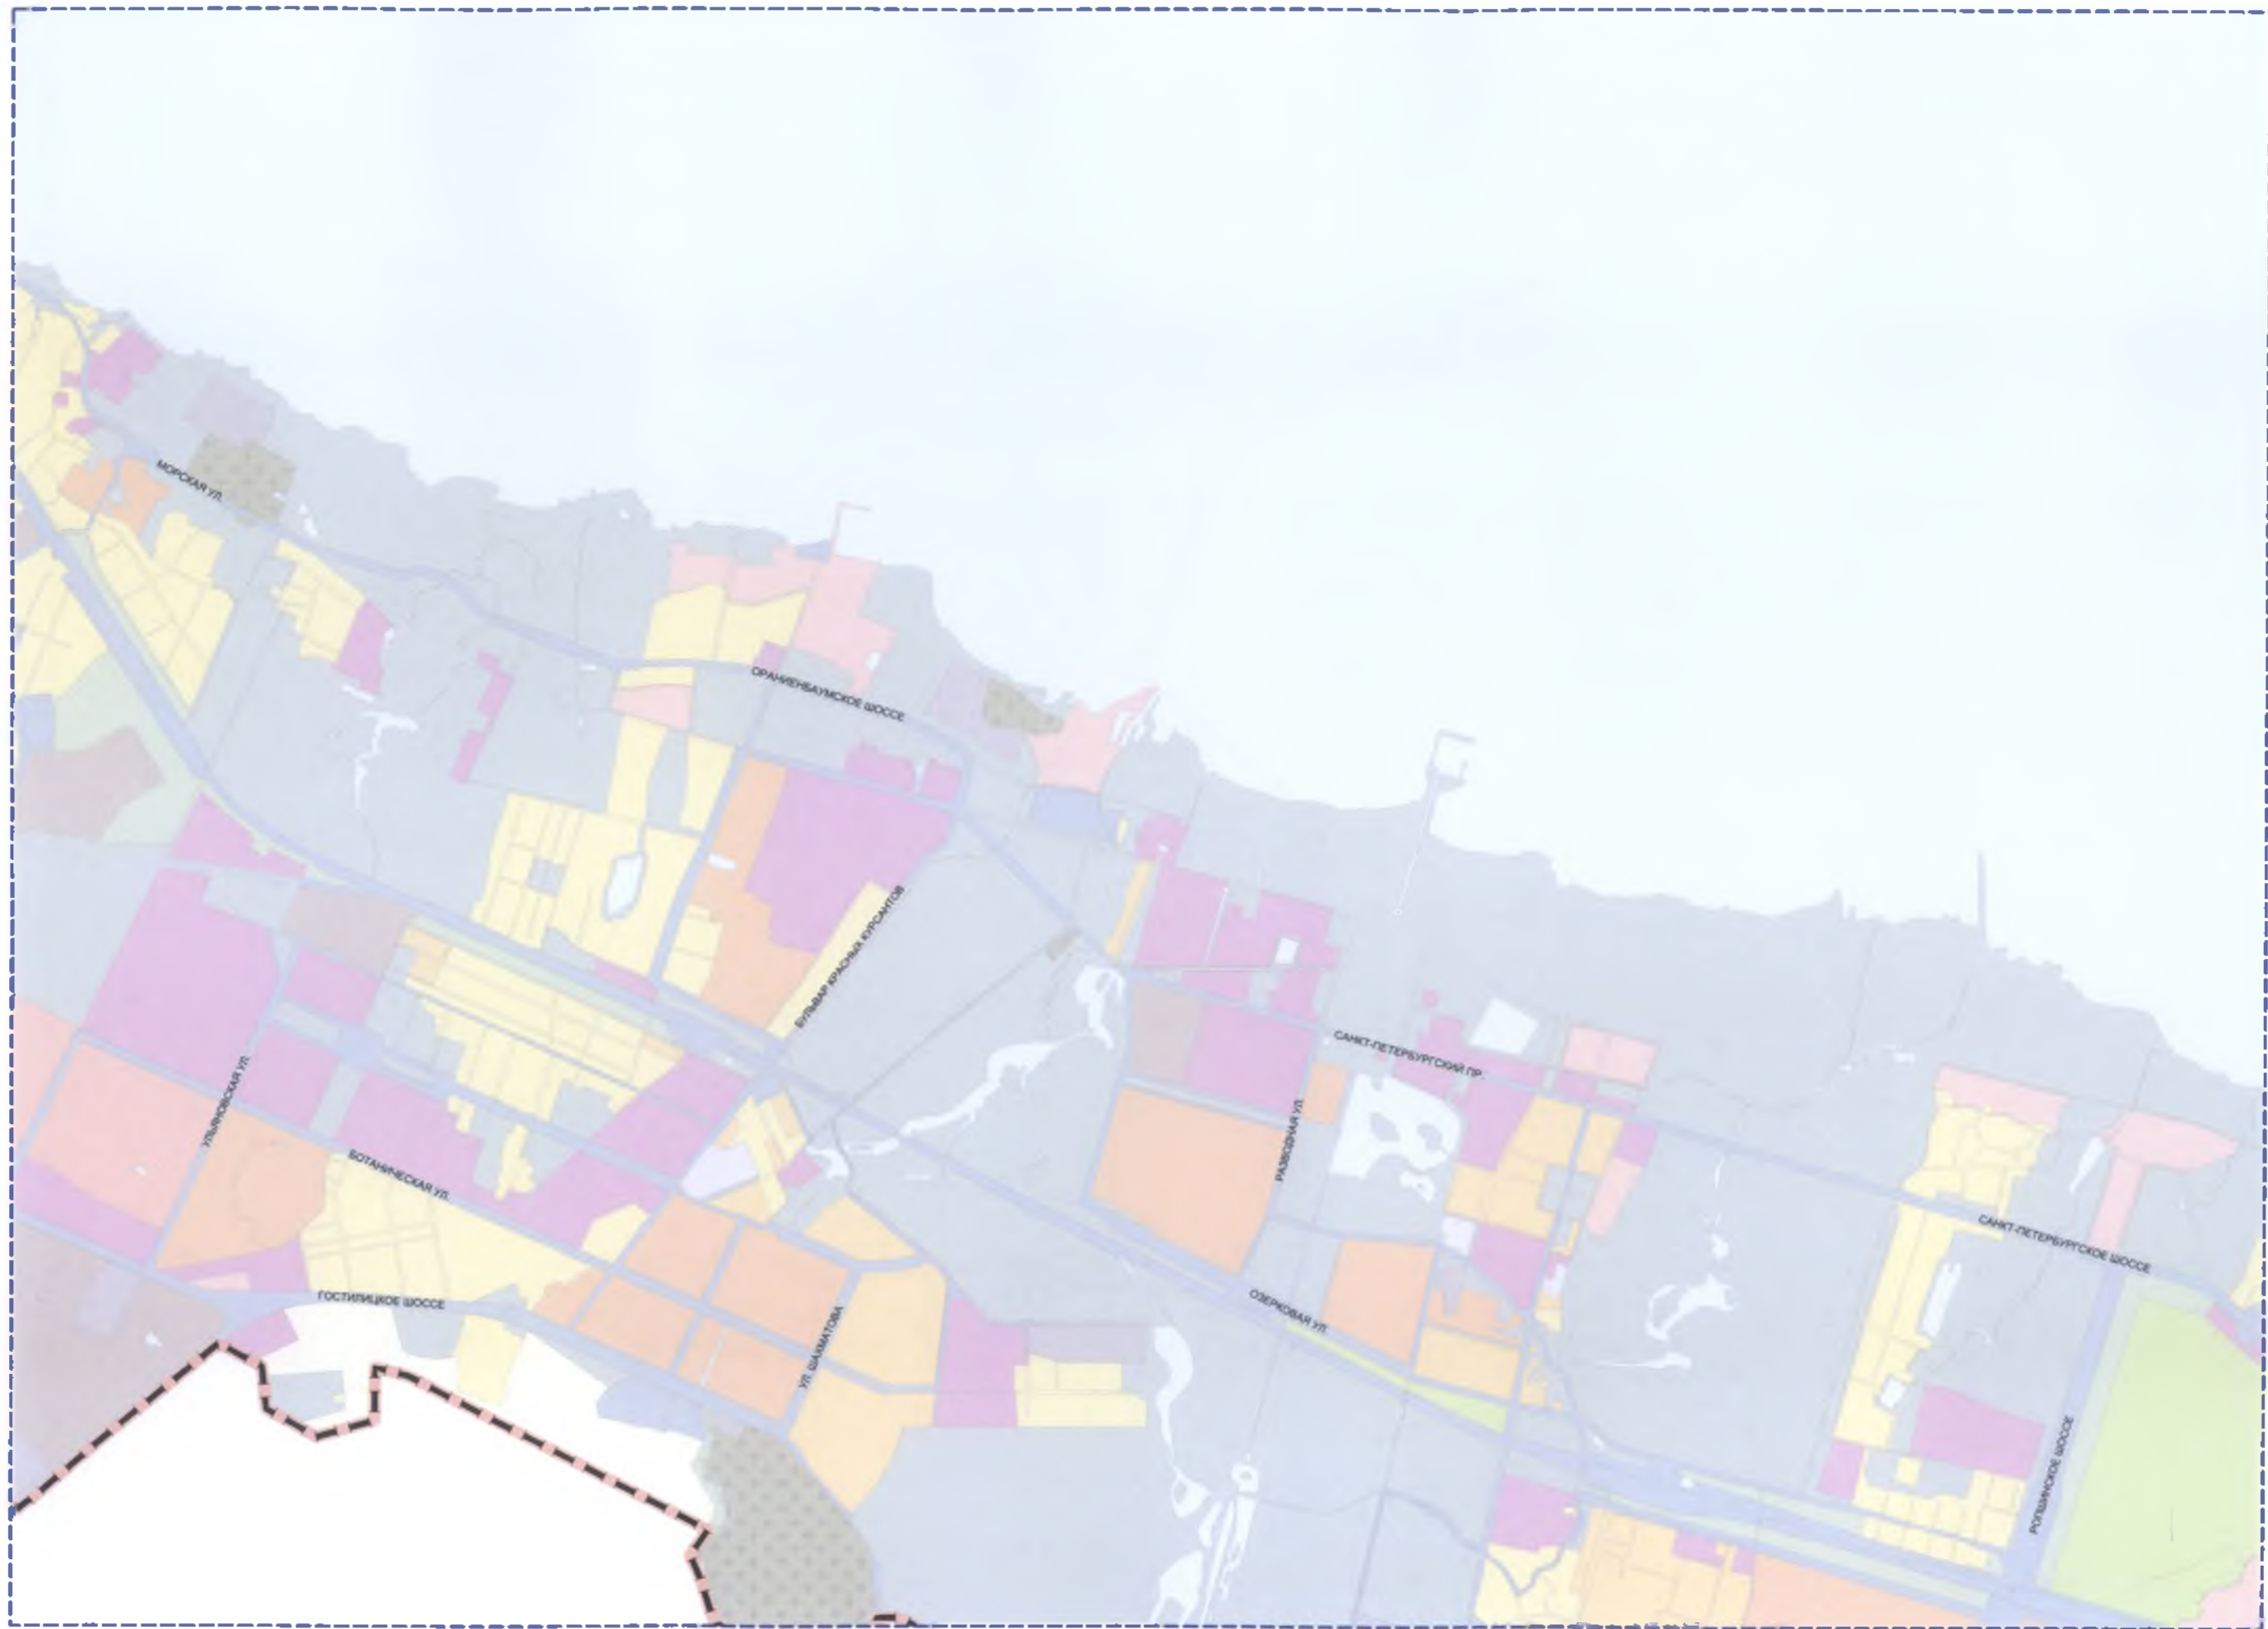 МОРСКАЯ УЛ.
ОРАНИЕНБАУМСКОЕ ШОССЕ
БУЛЬВАР КРАСНЫХ КУРСАНТОВ
САНКТ-ПЕТЕРБУРГСКИЙ ПР.
УЛЬЯНОВСКАЯ УЛ.
РАЗВОДНАЯ УЛ.
БОТАНИЧЕСКАЯ УЛ.
САНКТ-ПЕТЕРБУРГСКОЕ ШОССЕ
ГОСТИЛИЦКОЕ ШОССЕ
ОЗЕРКОВАЯ УЛ.
УЛ. ШАХМАТОВА
РОПШИНСКОЕ ШОССЕ